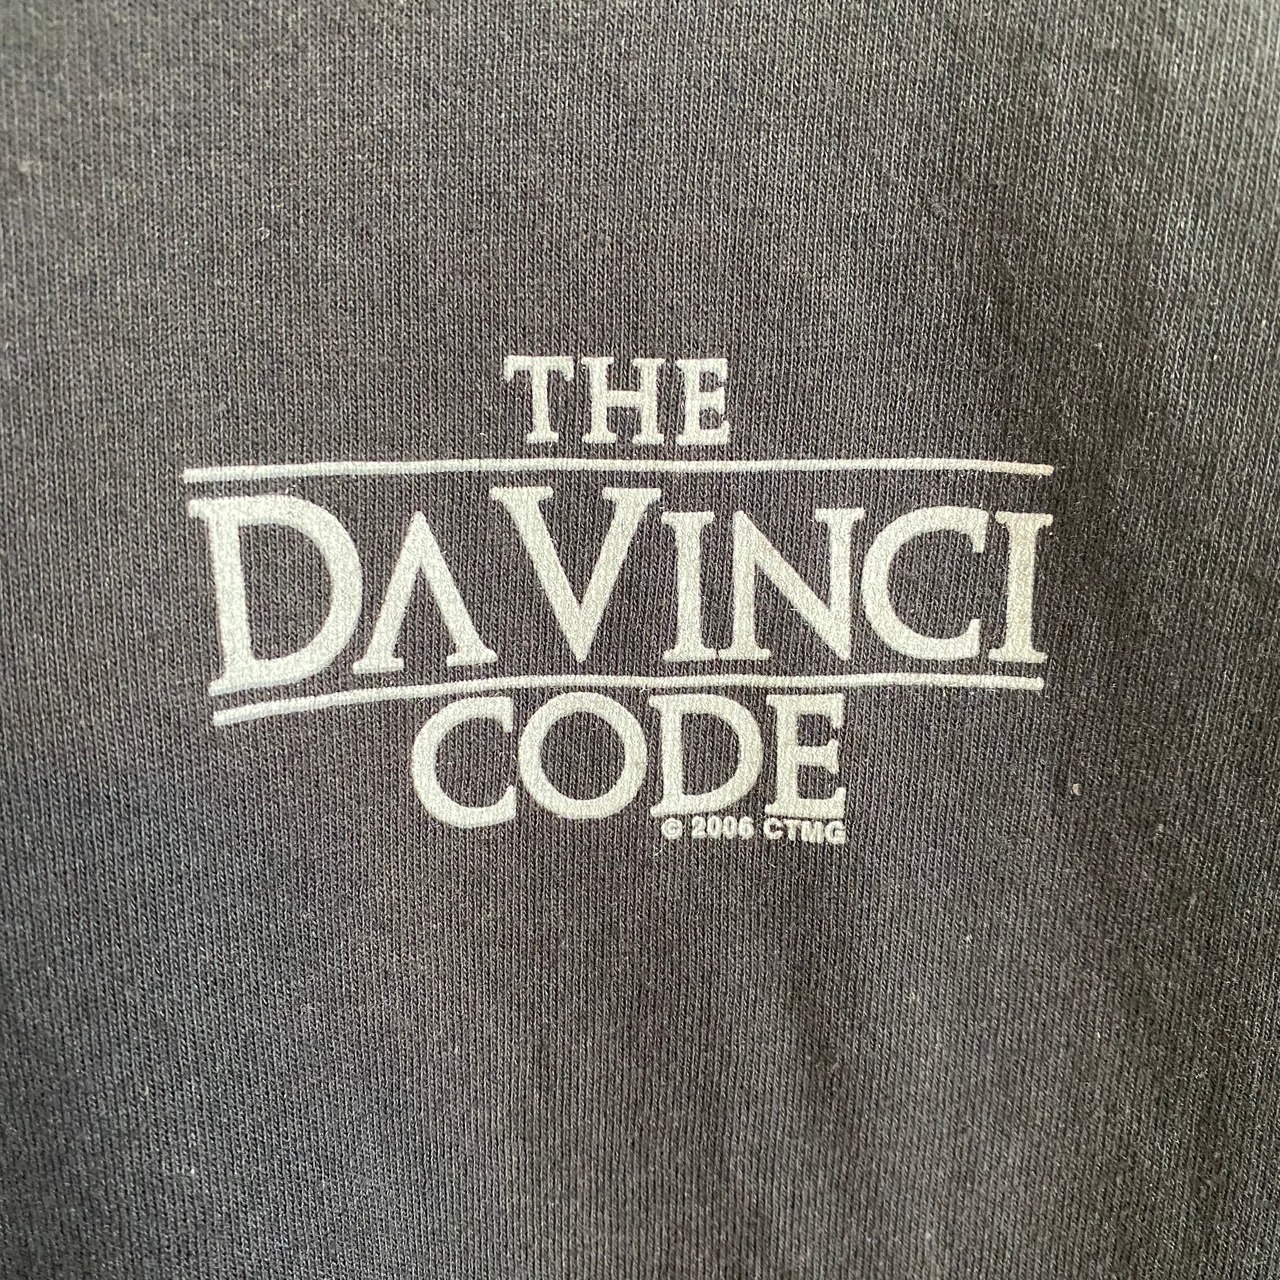 THE
DA VINCI
CODE
© 2006 CTMG